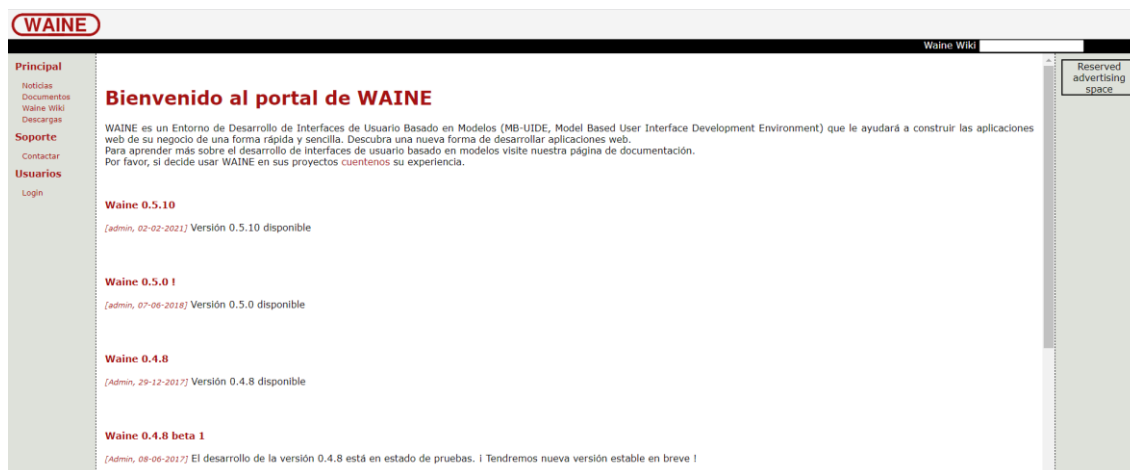 WAINE
Waine Wiki
Principal
Noticias
Documentos
Waine Wiki
Descargas
Soporte
Contactar
Usuarios
Login
Bienvenido al portal de WAINE
WAINE es un Entorno de Desarrollo de Interfaces de Usuario Basado en Modelos (MB-UIDE, Model Based User Interface Development Environment) que le ayudará a construir las aplicaciones
web de su negocio de una forma rápida y sencilla. Descubra una nueva forma de desarrollar aplicaciones web.
Para aprender más sobre el desarrollo de interfaces de usuario basado en modelos visite nuestra página de documentación.
Por favor, si decide usar WAINE en sus proyectos cuentenos su experiencia.
Waine 0.5.10
[admin, 02-02-2021] Versión 0.5.10 disponible
Waine 0.5.0 !
[admin, 07-06-2018] Versión 0.5.0 disponible
Waine 0.4.8
[Admin, 29-12-2017] Versión 0.4.8 disponible
Waine 0.4.8 beta 1
[Admin, 08-06-2017] El desarrollo de la versión 0.4.8 está en estado de pruebas. ¡ Tendremos nueva versión estable en breve !
Reserved
advertising
space